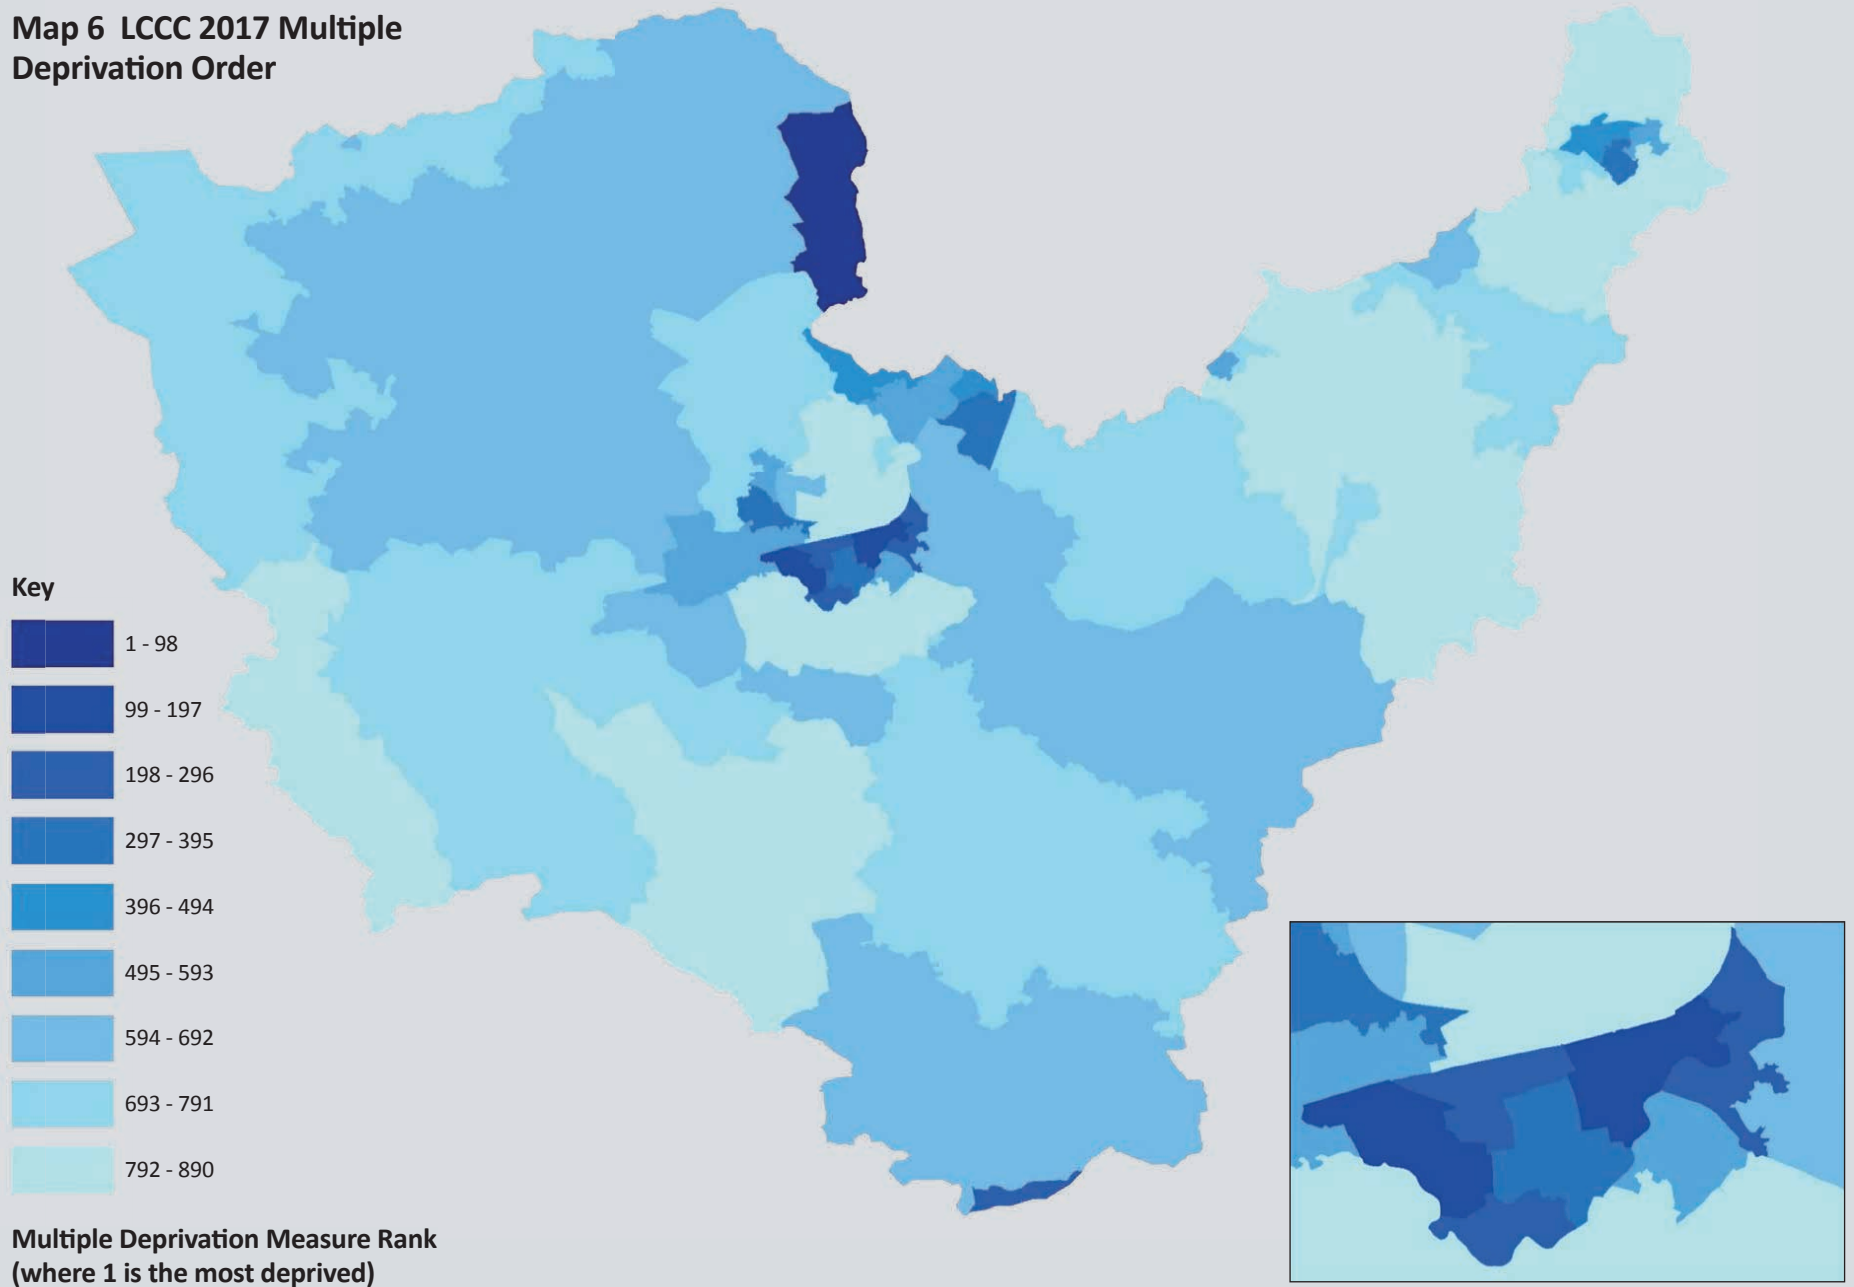 Map 6 LCCC 2017 Multiple
Deprivation Order
Key
1 - 98
99 - 197
198 - 296
297 - 395
396 - 494
495 - 593
594 - 692
693 - 791
792 - 890
Multiple Deprivation Measure Rank
(where 1 is the most deprived)